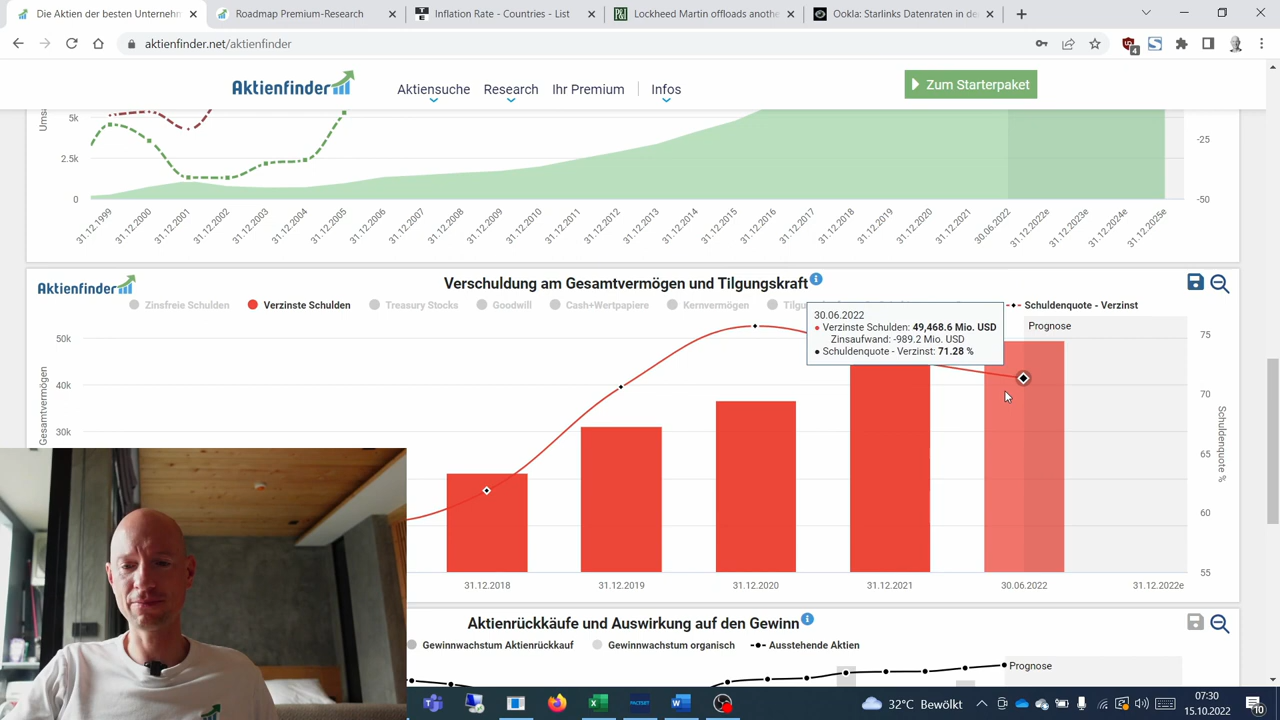 Die Aktien der besten Unternehm
Roadmap Premium-Research
Inflation Rate - Countries - List
Lockheed Martin offloads anothe
Ookla: Starlinks Datenraten in de
aktienfinder.net/aktienfinder
4
Aktienfinder
Aktiensuche
Research
Ihr Premium
Infos
Zum Starterpaket
5k
2.5k
0
-25
-50
31.12.1999
31.12.2000
31.12.2001
31.12.2002
31.12.2003
31.12.2004
31.12.2005
31.12.2006
31.12.2007
31.12.2008
31.12.2009
31.12.2010
31.12.2011
31.12.2012
31.12.2013
31.12.2014
31.12.2015
31.12.2016
31.12.2017
31.12.2018
31.12.2019
31.12.2020
31.12.2021
30.06.2022
31.12.2022e
31.12.2023e
31.12.2024e
31.12.2025e
Aktienfinder
Verschuldung am Gesamtvermögen und Tilgungskraft
Zinsfreie Schulden
Verzinste Schulden
Treasury Stocks
Goodwill
Cash+Wertpapiere
Kernvermögen
Schuldenquote - Verzinst
30.06.2022
Verzinste Schulden: 49,468.6 Mio. USD
Zinsaufwand: -989.2 Mio. USD
Schuldenquote - Verzinst: 71.28 %
Prognose
50k
40k
30k
Gesamtvermögen
75
70
65
60
55
Schuldenquote %
31.12.2018
31.12.2019
31.12.2020
31.12.2021
30.06.2022
31.12.2022e
Aktienrückkäufe und Auswirkung auf den Gewinn
Gewinnwachstum Aktienrückkauf
Gewinnwachstum organisch
Ausstehende Aktien
Prognose
32°C Bewölkt
07:30
15.10.2022